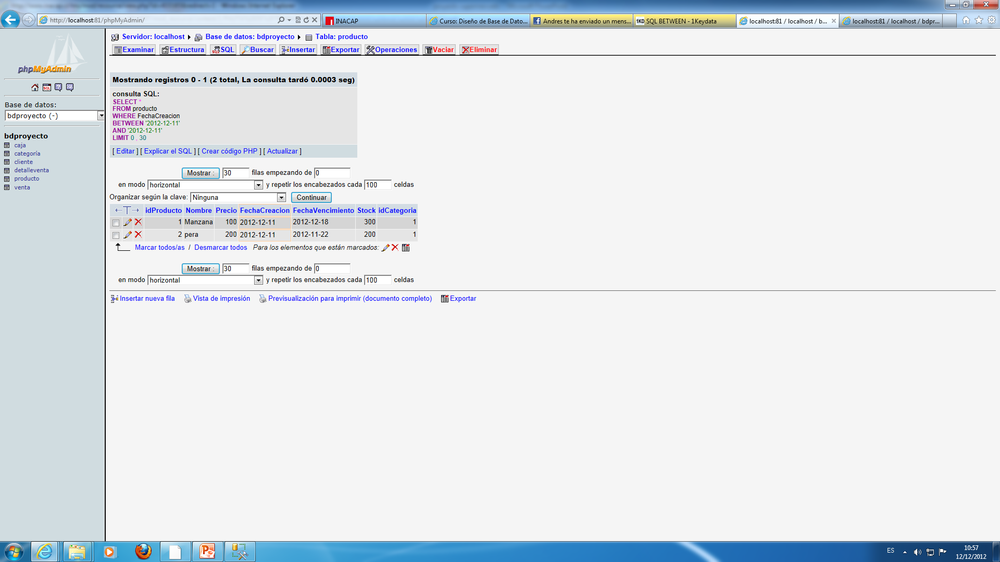 http://localhost:81/phpMyAdmin/
INACAP
Curso: Diseño de Base de Dato...
Andres te ha enviado un mens...
1KD SQL BETWEEN - 1Keydata
localhost:81 / localhost / b...
localhost:81 / localhost / bdpr...
phpMyAdmin
SQL
Base de datos:
bdproyecto (-)
bdproyecto
caja
categoría
cliente
detalleventa
producto
venta
Servidor: localhost Base de datos: bdproyecto Tabla: producto
Examinar Estructura SQL Buscar Insertar Exportar Operaciones Vaciar Eliminar
Mostrando registros 0 - 1 (2 total, La consulta tardó 0.0003 seg)
consulta SQL:
SELECT *
FROM producto
WHERE FechaCreacion
BETWEEN '2012-12-11'
AND '2012-12-11'
LIMIT 0 , 30
[ Editar ] [ Explicar el SQL ] [ Crear código PHP ] [ Actualizar ]
Mostrar : 30 filas empezando de 0
en modo horizontal y repetir los encabezados cada 100 celdas
Organizar según la clave: Ninguna Continuar
←T→ idProducto Nombre Precio FechaCreacion FechaVencimiento Stock idCategoria
1 Manzana 100 2012-12-11 2012-12-18 300 1
2 pera 200 2012-12-11 2012-11-22 200 1
Marcar todos/as / Desmarcar todos Para los elementos que están marcados:
Mostrar : 30 filas empezando de 0
en modo horizontal y repetir los encabezados cada 100 celdas
Insertar nueva fila Vista de impresión Previsualización para imprimir (documento completo) Exportar
ES
10:57
12/12/2012